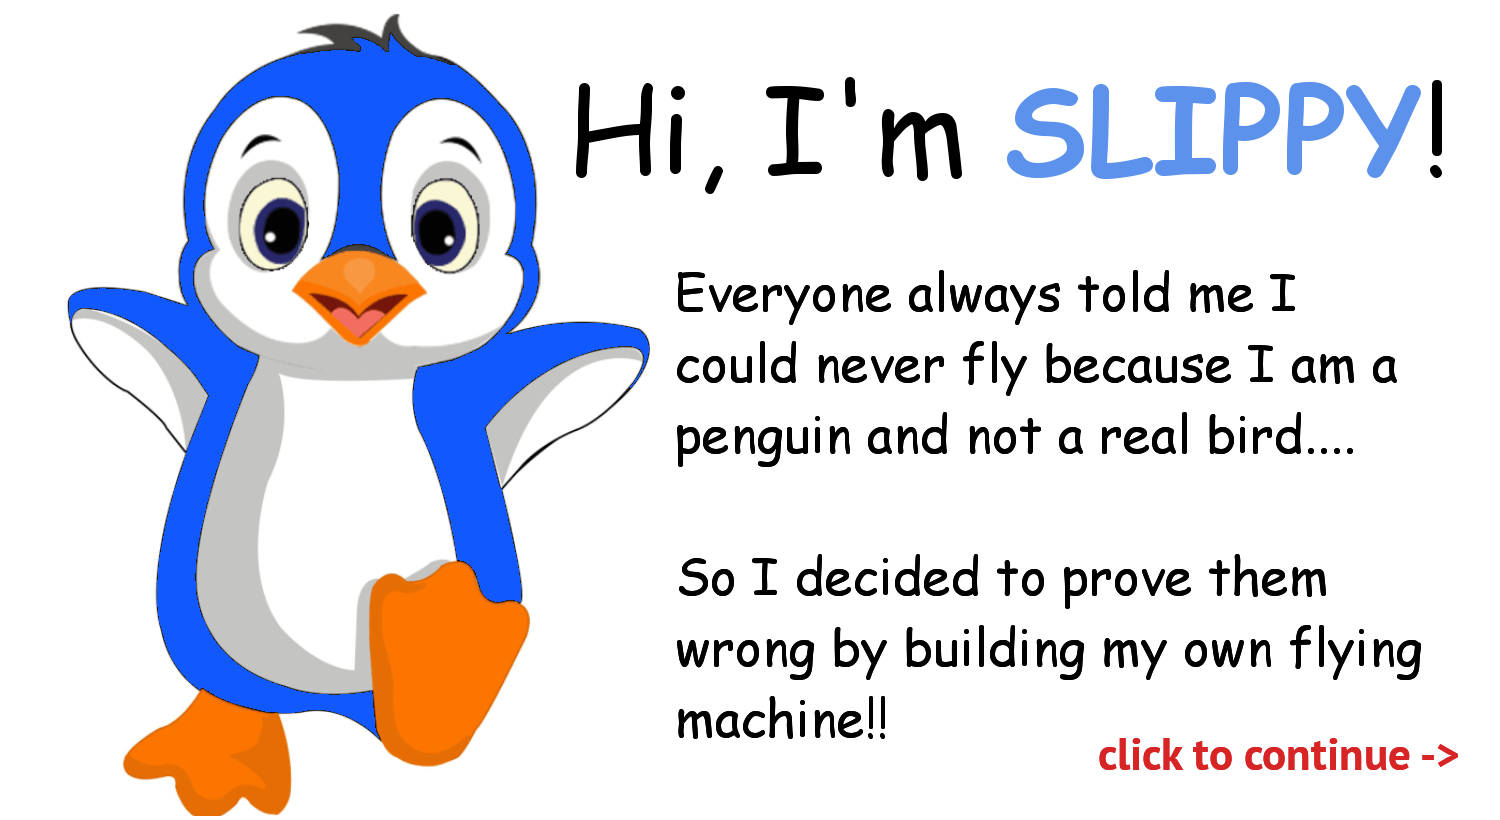 Hi, I'm SLIPPY!
Everyone always told me I
could never fly because I am a
penguin and not a real bird....
So I decided to prove them
wrong by building my own flying
machine!!
click to continue ->